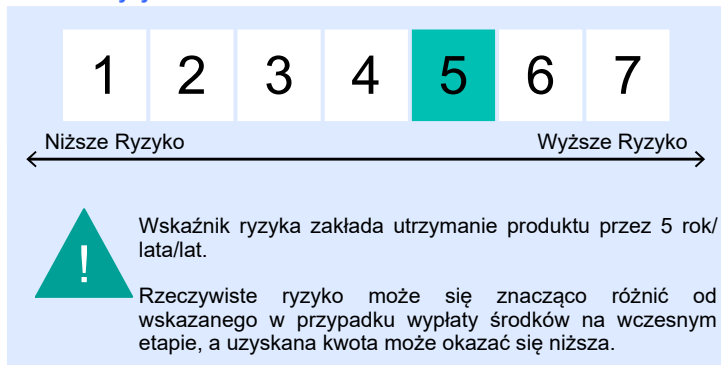 1 2 3 4 5 6 7
Niższe Ryzyko Wyższe Ryzyko
!
Wskaźnik ryzyka zakłada utrzymanie produktu przez 5 rok/
lata/lat.
Rzeczywiste ryzyko może się znacząco różnić od
wskazanego w przypadku wypłaty środków na wczesnym
etapie, a uzyskana kwota może okazać się niższa.